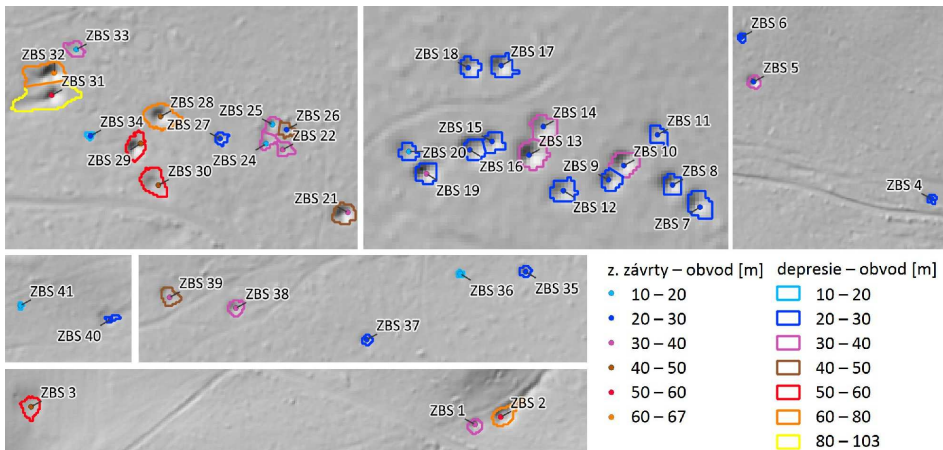 ZBS 33
ZBS 32
ZBS 31
ZBS 28
ZBS 34
ZBS 27
ZBS 25
ZBS 26
ZBS 22
ZBS 24
ZBS 29
ZBS 30
ZBS 21
ZBS 18
ZBS 17
ZBS 14
ZBS 15
ZBS 13
ZBS 11
ZBS 20
ZBS 16
ZBS 10
ZBS 9
ZBS 19
ZBS 12
ZBS 8
ZBS 7
ZBS 6
ZBS 5
ZBS 4
ZBS 41
ZBS 40
ZBS 39
ZBS 38
ZBS 37
ZBS 36
ZBS 35
ZBS 3
ZBS 1
ZBS 2
z. závrty – obvod [m]
10 – 20
20 – 30
30 – 40
40 – 50
50 – 60
60 – 67
depresie – obvod [m]
10 – 20
20 – 30
30 – 40
40 – 50
50 – 60
60 – 80
80 – 103